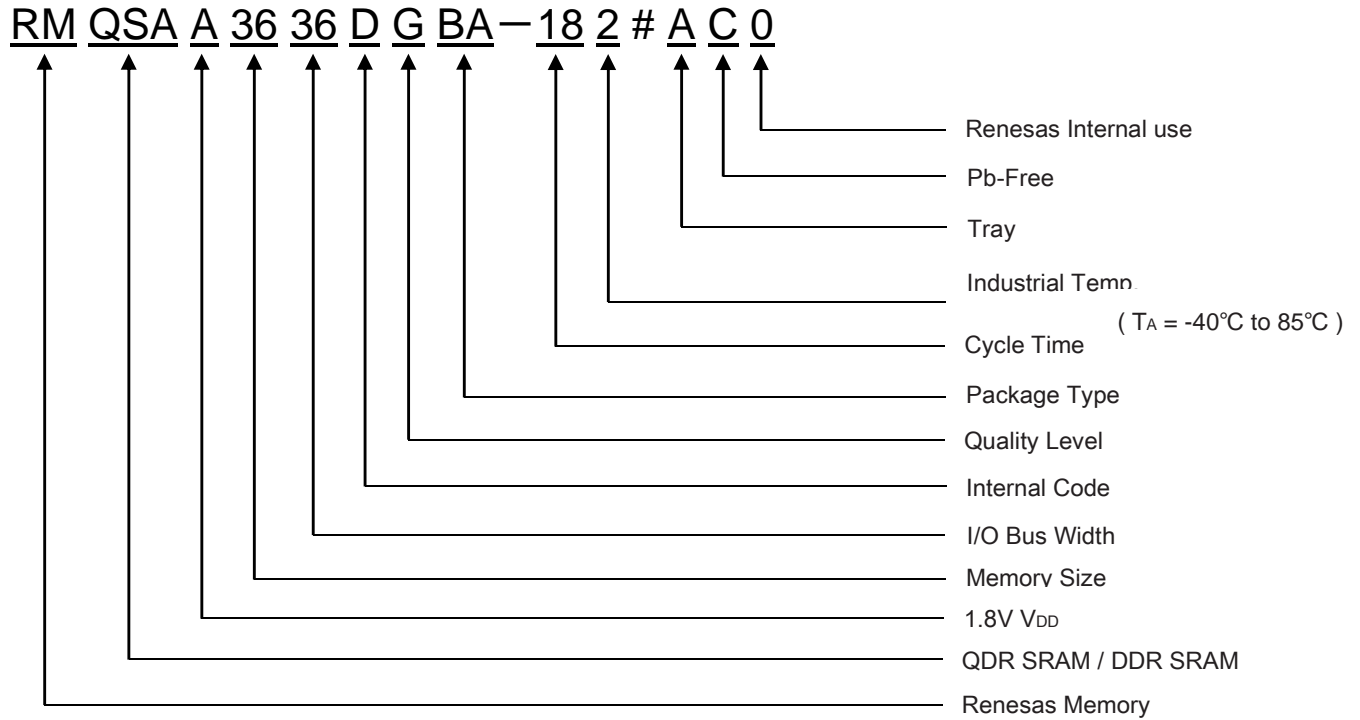 RM QSA A 36 36 D G BA－18 2 # A C 0
Renesas Internal use
Pb-Free
Tray
Industrial Temp.
( TA = -40℃ to 85℃ )
Cycle Time
Package Type
Quality Level
Internal Code
I/O Bus Width
Memory Size
1.8V VDD
QDR SRAM / DDR SRAM
Renesas Memory